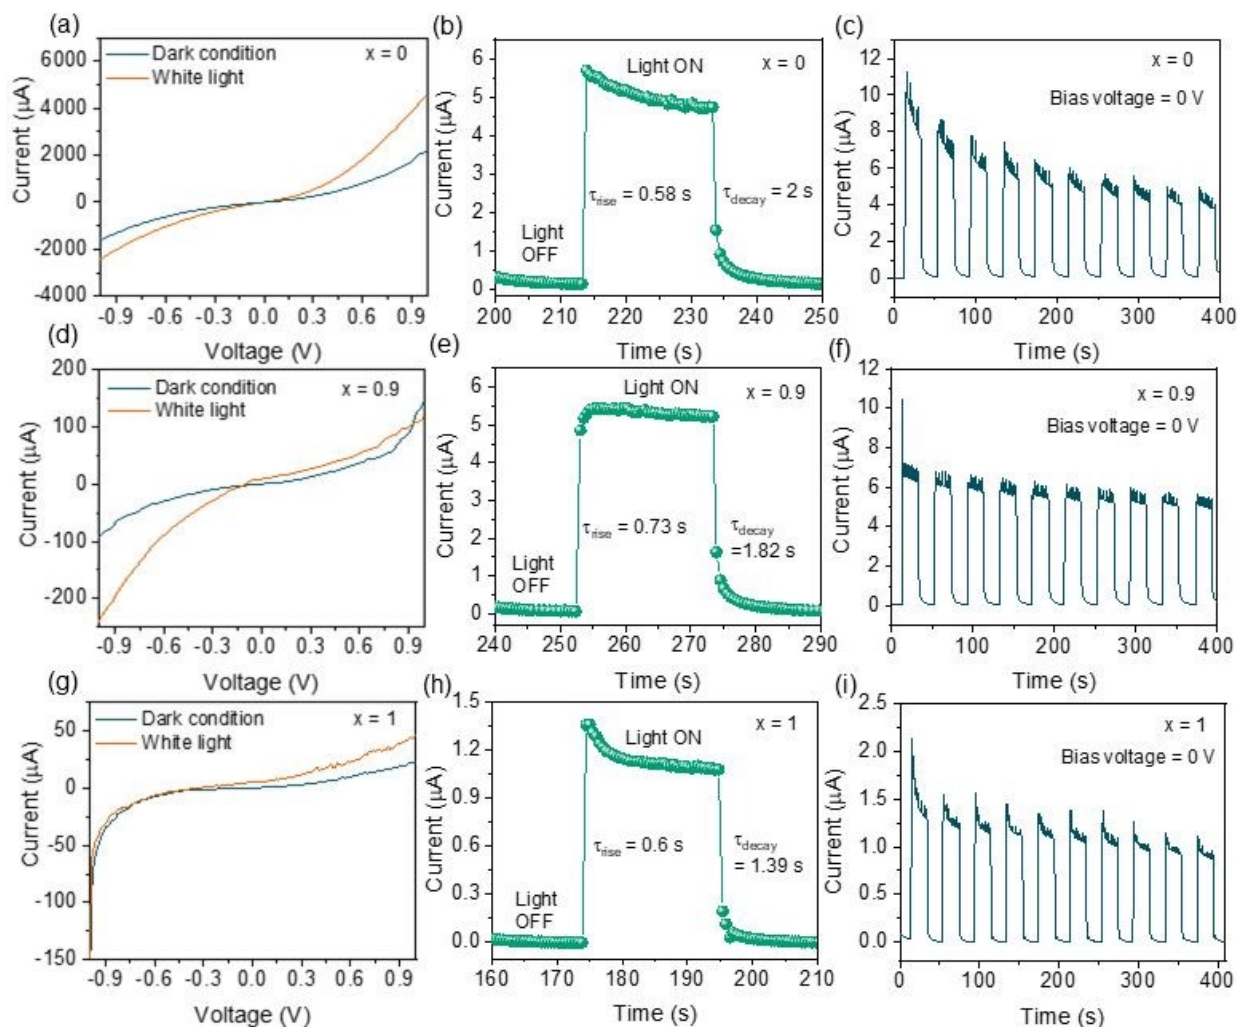 (a)
Dark condition
White light
x = 0
Current (µA)
6000
4000
2000
0
-2000
-4000
-0.9 -0.6 -0.3 0.0 0.3 0.6 0.9
Voltage (V)
(b)
Light ON
x = 0
τrise = 0.58 s
τdecay = 2 s
Light
OFF
Current (µA)
6
5
4
3
2
1
0
200 210 220 230 240 250
Time (s)
(c)
x = 0
Bias voltage = 0 V
Current (µA)
12
10
8
6
4
2
0
0 100 200 300 400
Time (s)
(d)
Dark condition
White light
x = 0.9
Current (µA)
200
100
0
-100
-200
-0.9 -0.6 -0.3 0.0 0.3 0.6 0.9
Voltage (V)
(e)
Light ON
x = 0.9
τrise = 0.73 s
τdecay
=1.82 s
Light
OFF
Current (µA)
6
5
4
3
2
1
0
240 250 260 270 280 290
Time (s)
(f)
x = 0.9
Bias voltage = 0 V
Current (µA)
12
10
8
6
4
2
0
0 100 200 300 400
Time (s)
(g)
Dark condition
White light
x = 1
Current (µA)
50
25
0
-25
-50
-75
-100
-125
-150
-0.9 -0.6 -0.3 0.0 0.3 0.6 0.9
Voltage (V)
(h)
Light ON
x = 1
τrise = 0.6 s
τdecay
= 1.39 s
Light
OFF
Current (µA)
1.5
1.2
0.9
0.6
0.3
0.0
160 170 180 190 200 210
Time (s)
(i)
x = 1
Bias voltage = 0 V
Current (µA)
2.5
2.0
1.5
1.0
0.5
0.0
0 100 200 300 400
Time (s)